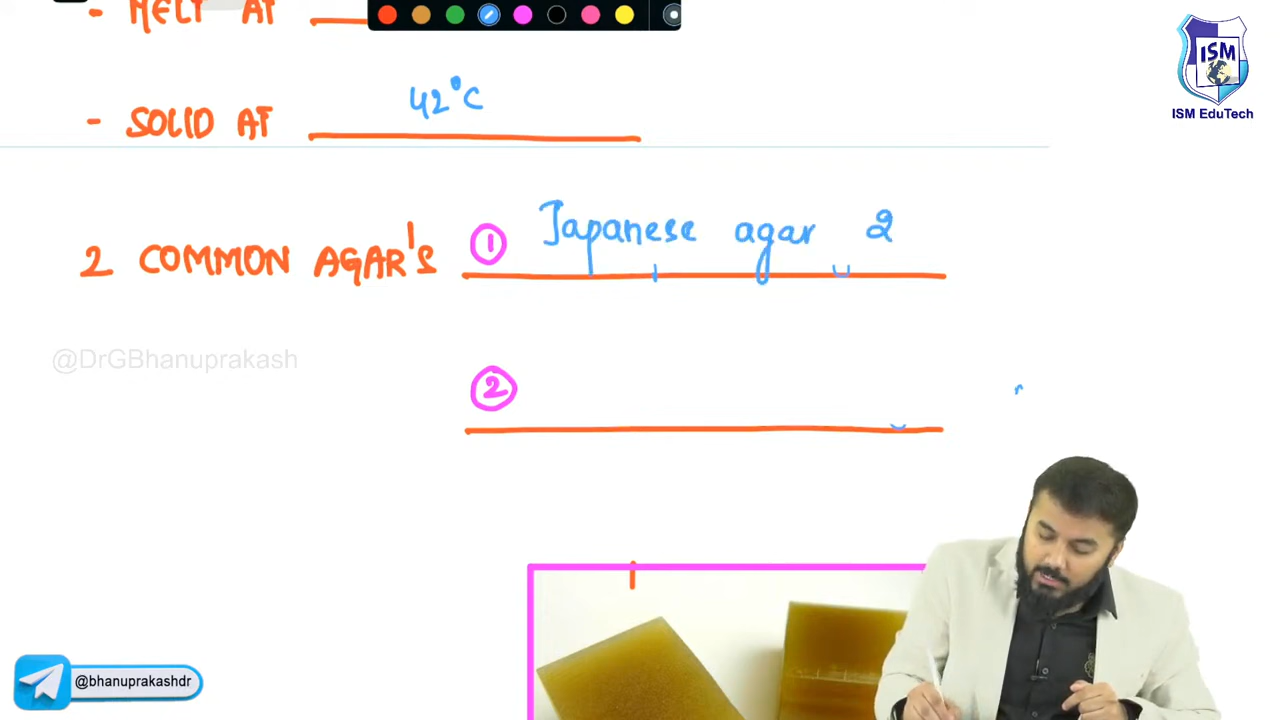 - MELT AT
ISM
ISM EduTech
- SOLID AT 42°C
2 COMMON AGAR'S ① Japanese agar 2
@DrGBhanuprakash
②
@bhanuprakashdr